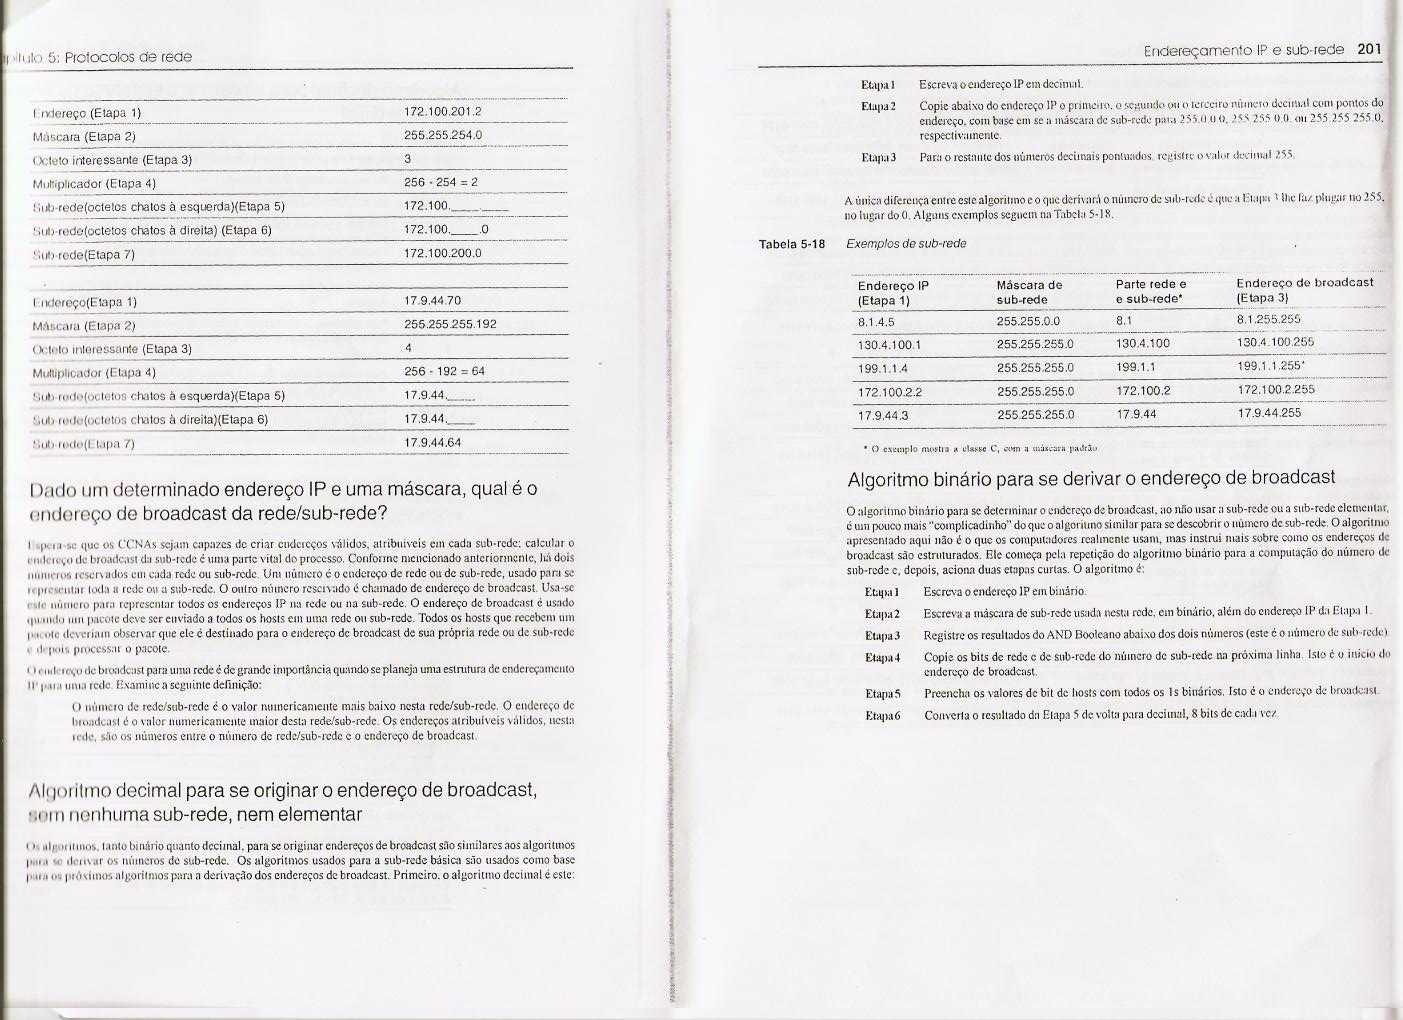 5: Protocolos de rede
Endereço (Etapa 1) 172.100.201.2
Máscara (Etapa 2) 255.255.254.0
Octeto interessante (Etapa 3) 3
Multiplicador (Etapa 4) 256 - 254 = 2
Sub-rede(octetos chatos à esquerda)(Etapa 5) 172.100.____.____
Sub-rede(octetos chatos à direita) (Etapa 6) 172.100.____.0
Sub-rede(Etapa 7) 172.100.200.0
Endereço(Etapa 1) 17.9.44.70
Máscara (Etapa 2) 255.255.255.192
Octeto interessante (Etapa 3) 4
Multiplicador (Etapa 4) 256 - 192 = 64
Sub-rede(octetos chatos à esquerda)(Etapa 5) 17.9.44.____
Sub-rede(octetos chatos à direita)(Etapa 6) 17.9.44.____
Sub-rede(Etapa 7) 17.9.44.64
Dado um determinado endereço IP e uma máscara, qual é o
endereço de broadcast da rede/sub-rede?
Espera-se que os CCNAs sejam capazes de criar endereços válidos, atribuíveis em cada sub-rede; calcular o
endereço de broadcast da sub-rede é uma parte vital do processo. Conforme mencionado anteriormente, há dois
números reservados em cada rede ou sub-rede. Um número é o endereço de rede ou de sub-rede, usado para se
representar toda a rede ou a sub-rede. O outro número reservado é chamado de endereço de broadcast. Usa-se
este número para representar todos os endereços IP na rede ou na sub-rede. O endereço de broadcast é usado
quando um pacote deve ser enviado a todos os hosts em uma rede ou sub-rede. Todos os hosts que recebem um
pacote deveriam observar que ele é destinado para o endereço de broadcast de sua própria rede ou de sub-rede
e depois processar o pacote.
O endereço de broadcast para uma rede é de grande importância quando se planeja uma estrutura de endereçamento
IP para uma rede. Examine a seguinte definição:
O número de rede/sub-rede é o valor numericamente mais baixo nesta rede/sub-rede. O endereço de
broadcast é o valor numericamente maior desta rede/sub-rede. Os endereços atribuíveis válidos, nesta
rede, são os números entre o número de rede/sub-rede e o endereço de broadcast.
Algoritmo decimal para se originar o endereço de broadcast,
sem nenhuma sub-rede, nem elementar
Os algoritmos, tanto binário quanto decimal, para se originar endereços de broadcast são similares aos algoritmos
para se derivar os números de sub-rede. Os algoritmos usados para a sub-rede básica são usados como base
para os próximos algoritmos para a derivação dos endereços de broadcast. Primeiro, o algoritmo decimal é este:
Endereçamento IP e sub-rede 201
Etapa 1 Escreva o endereço IP em decimal.
Etapa 2 Copie abaixo do endereço IP o primeiro, o segundo ou o terceiro número decimal com pontos do
endereço, com base em se a máscara de sub-rede para 255.0.0.0, 255.255.0.0, ou 255.255.255.0,
respectivamente.
Etapa 3 Para o restante dos números decimais pontuados, registre o valor decimal 255.
A única diferença entre este algoritmo e o que derivará o número de sub-rede é que a Etapa 3 lhe faz plugar no 255,
no lugar do 0. Alguns exemplos seguem na Tabela 5-18.
Tabela 5-18 Exemplos de sub-rede
Endereço IP Máscara de Parte rede e Endereço de broadcast
(Etapa 1) sub-rede e sub-rede* (Etapa 3)
8.1.4.5 255.255.0.0 8.1 8.1.255.255
130.4.100.1 255.255.255.0 130.4.100 130.4.100.255
199.1.1.4 255.255.255.0 199.1.1 199.1.1.255*
172.100.2.2 255.255.255.0 172.100.2 172.100.2.255
17.9.44.3 255.255.255.0 17.9.44 17.9.44.255
* O exemplo mostra a classe C, com a máscara padrão
Algoritmo binário para se derivar o endereço de broadcast
O algoritmo binário para se determinar o endereço de broadcast, ao não usar a sub-rede ou a sub-rede elementar,
é um pouco mais "complicadinho" do que o algoritmo similar para se descobrir o número de sub-rede. O algoritmo
apresentado aqui não é o que os computadores realmente usam, mas instrui mais sobre como os endereços de
broadcast são estruturados. Ele começa pela repetição do algoritmo binário para a computação do número de
sub-rede e, depois, aciona duas etapas curtas. O algoritmo é:
Etapa 1 Escreva o endereço IP em binário.
Etapa 2 Escreva a máscara de sub-rede usada nesta rede, em binário, além do endereço IP da Etapa 1.
Etapa 3 Registre os resultados do AND Booleano abaixo dos dois números (este é o número de sub-rede).
Etapa 4 Copie os bits de rede e de sub-rede do número de sub-rede na próxima linha. Isto é o início do
endereço de broadcast.
Etapa 5 Preencha os valores de bit de hosts com todos os 1s binários. Isto é o endereço de broadcast.
Etapa 6 Converta o resultado da Etapa 5 de volta para decimal, 8 bits de cada vez.